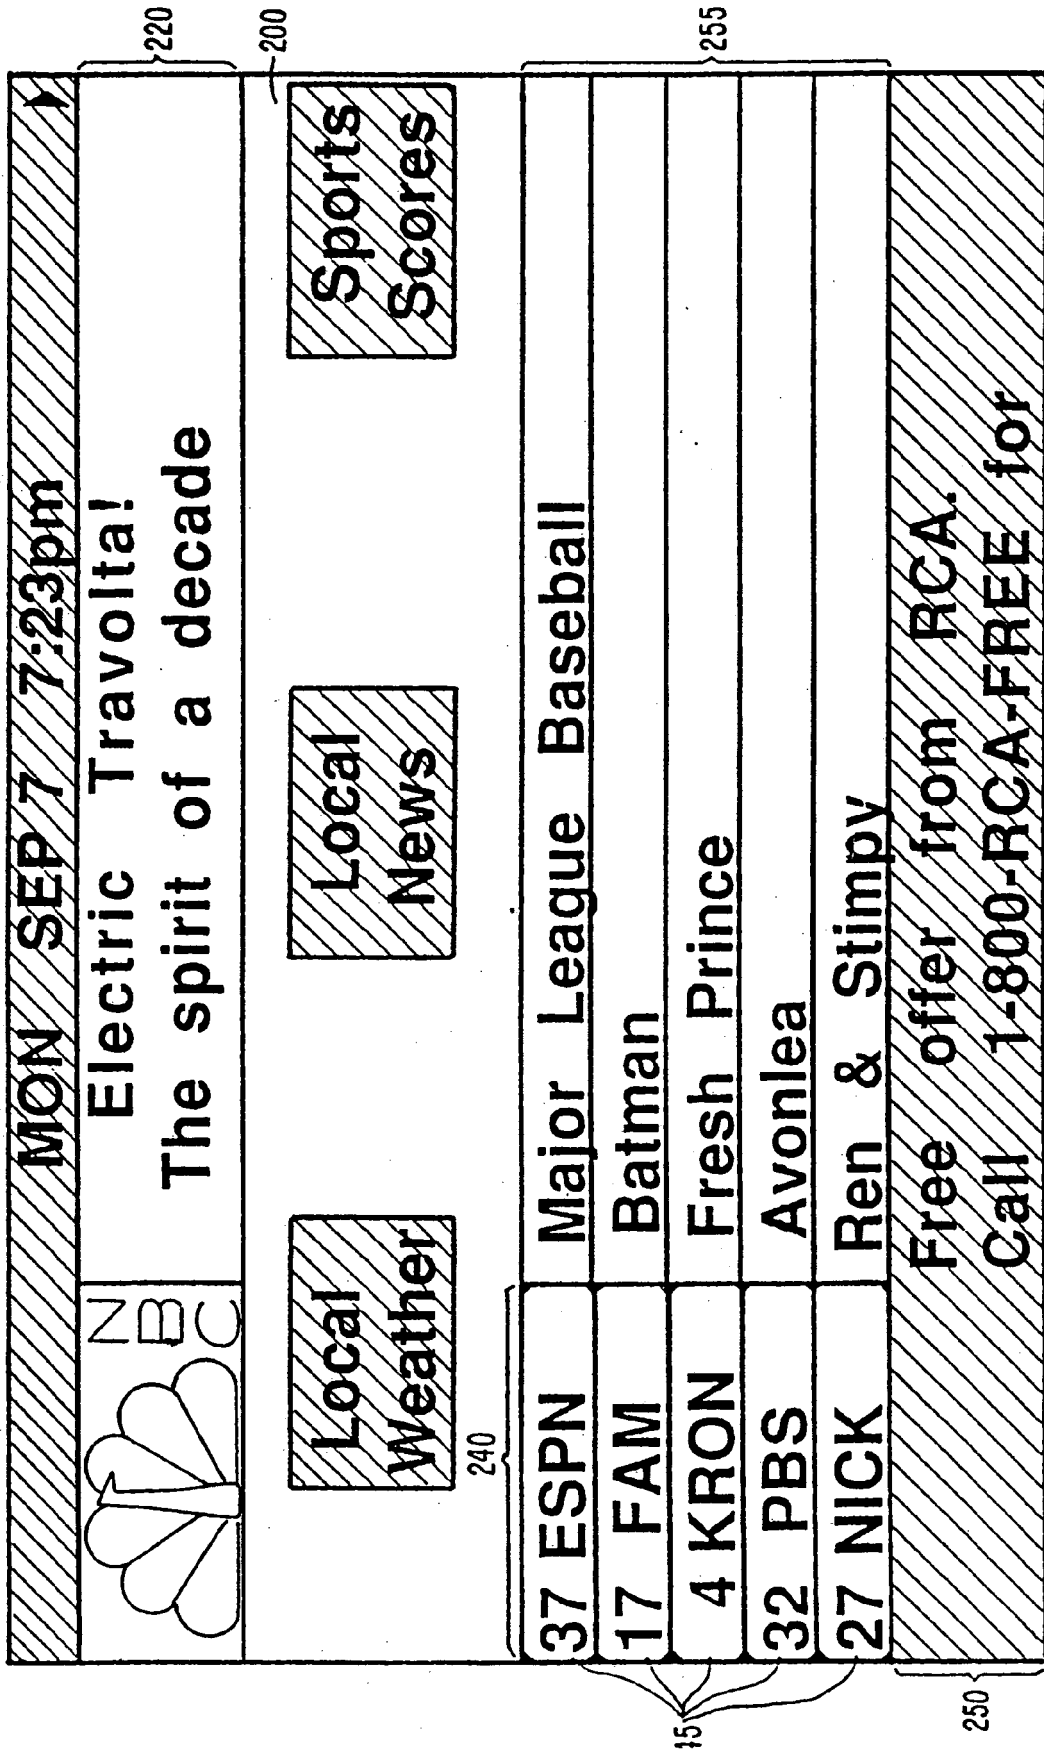 MON SEP 7 7:23pm
220
NBC
Electric Travolta!
The spirit of a decade
200
Local Weather
Local News
Sports Scores
240
255
37 ESPN Major League Baseball
17 FAM Batman
4 KRON Fresh Prince
32 PBS Avonlea
27 NICK Ren & Stimpy
45
250
Free offer from RCA.
Call 1-800-RCA-FREE for